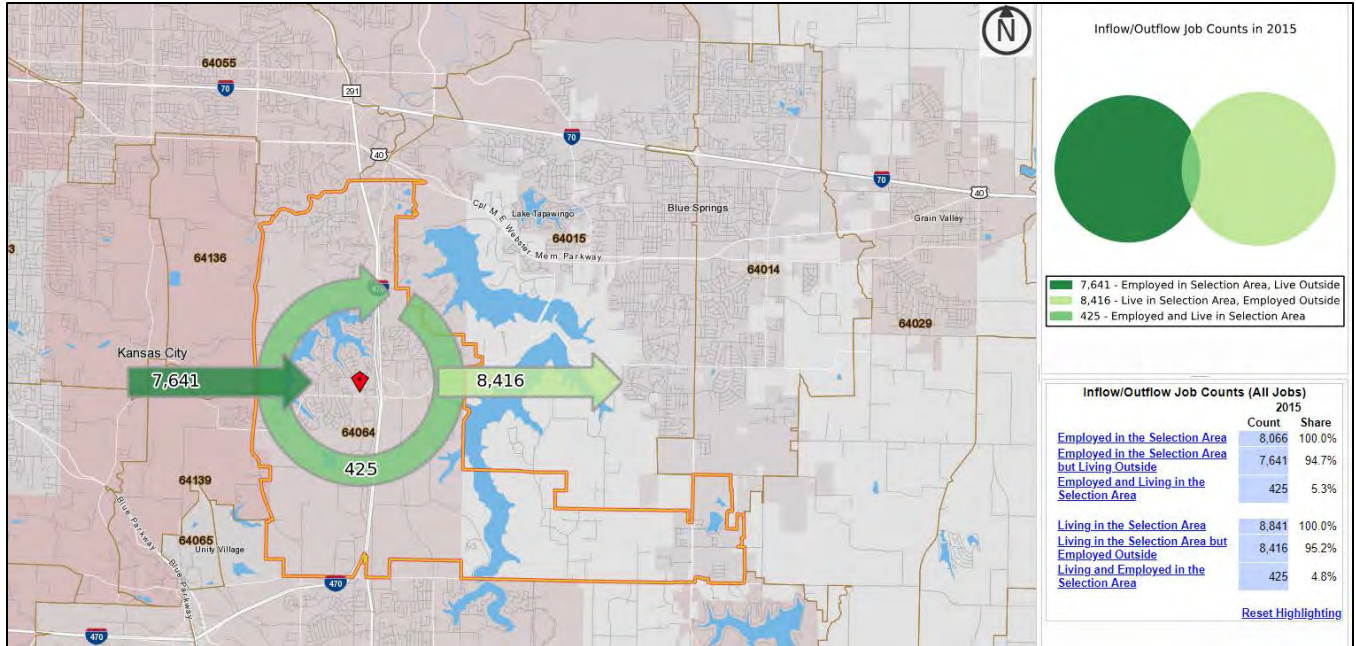 N
64055
70
291
70
40
70
40
Cpl. M. E. Webster Mem. Parkway
Lake Tapawingo
Blue Springs
Grain Valley
64015
64136
64014
64029
Kansas City
7,641
8,416
64064
425
64139
Blue Parkway
Blue Parkway
64065
Unity Village
470
470
Inflow/Outflow Job Counts in 2015
7,641 - Employed in Selection Area, Live Outside
8,416 - Live in Selection Area, Employed Outside
425 - Employed and Live in Selection Area
Inflow/Outflow Job Counts (All Jobs)
2015
Count Share
Employed in the Selection Area 8,066 100.0%
Employed in the Selection Area
but Living Outside 7,641 94.7%
Employed and Living in the
Selection Area 425 5.3%
Living in the Selection Area 8,841 100.0%
Living in the Selection Area but
Employed Outside 8,416 95.2%
Living and Employed in the
Selection Area 425 4.8%
Reset Highlighting